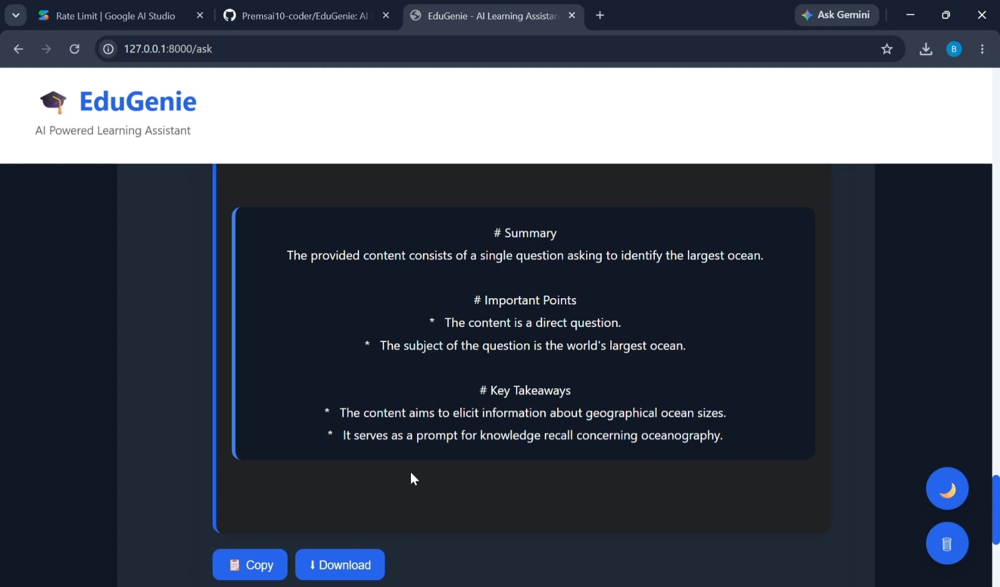 Rate Limit | Google AI Studio
Premsai10-coder/EduGenie: AI
EduGenie - AI Learning Assistan
Ask Gemini
127.0.0.1:8000/ask
B
EduGenie
AI Powered Learning Assistant
# Summary
The provided content consists of a single question asking to identify the largest ocean.
# Important Points
* The content is a direct question.
* The subject of the question is the world's largest ocean.
# Key Takeaways
* The content aims to elicit information about geographical ocean sizes.
* It serves as a prompt for knowledge recall concerning oceanography.
Copy
Download